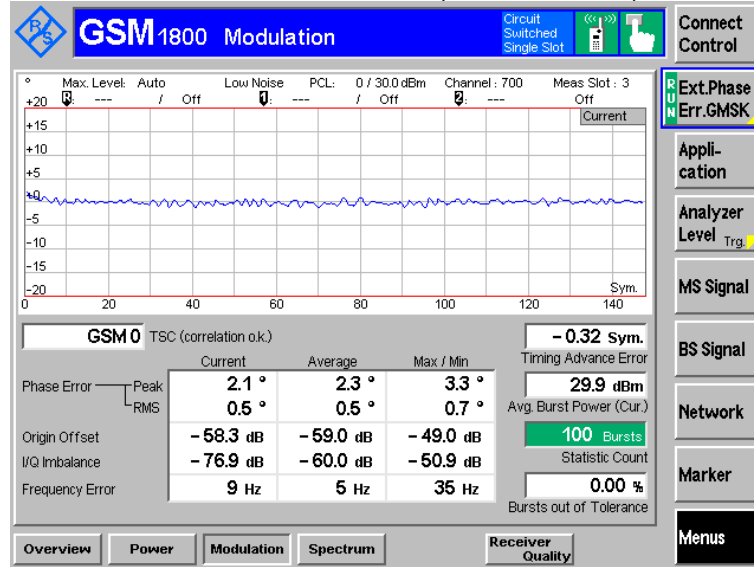 R/S GSM 1800 Modulation
Circuit
Switched
Single Slot
Connect
Control
° Max. Level: Auto Low Noise PCL: 0 / 30.0 dBm Channel : 700 Meas Slot : 3
R: --- / Off 1: --- / Off 2: --- Off
Current
+20
+15
+10
+5
+0
-5
-10
-15
-20
Sym.
0 20 40 60 80 100 120 140
RUN
Ext.Phase
Err.GMSK
Appli-
cation
Analyzer
Level Trg.
MS Signal
BS Signal
Network
Marker
Menus
GSM 0 TSC (correlation o.k.)
Current Average Max / Min
Phase Error Peak 2.1 ° 2.3 ° 3.3 °
RMS 0.5 ° 0.5 ° 0.7 °
Origin Offset - 58.3 dB - 59.0 dB - 49.0 dB
I/Q Imbalance - 76.9 dB - 60.0 dB - 50.9 dB
Frequency Error 9 Hz 5 Hz 35 Hz
- 0.32 Sym.
Timing Advance Error
29.9 dBm
Avg. Burst Power (Cur.)
100 Bursts
Statistic Count
0.00 %
Bursts out of Tolerance
Overview Power Modulation Spectrum Receiver
Quality